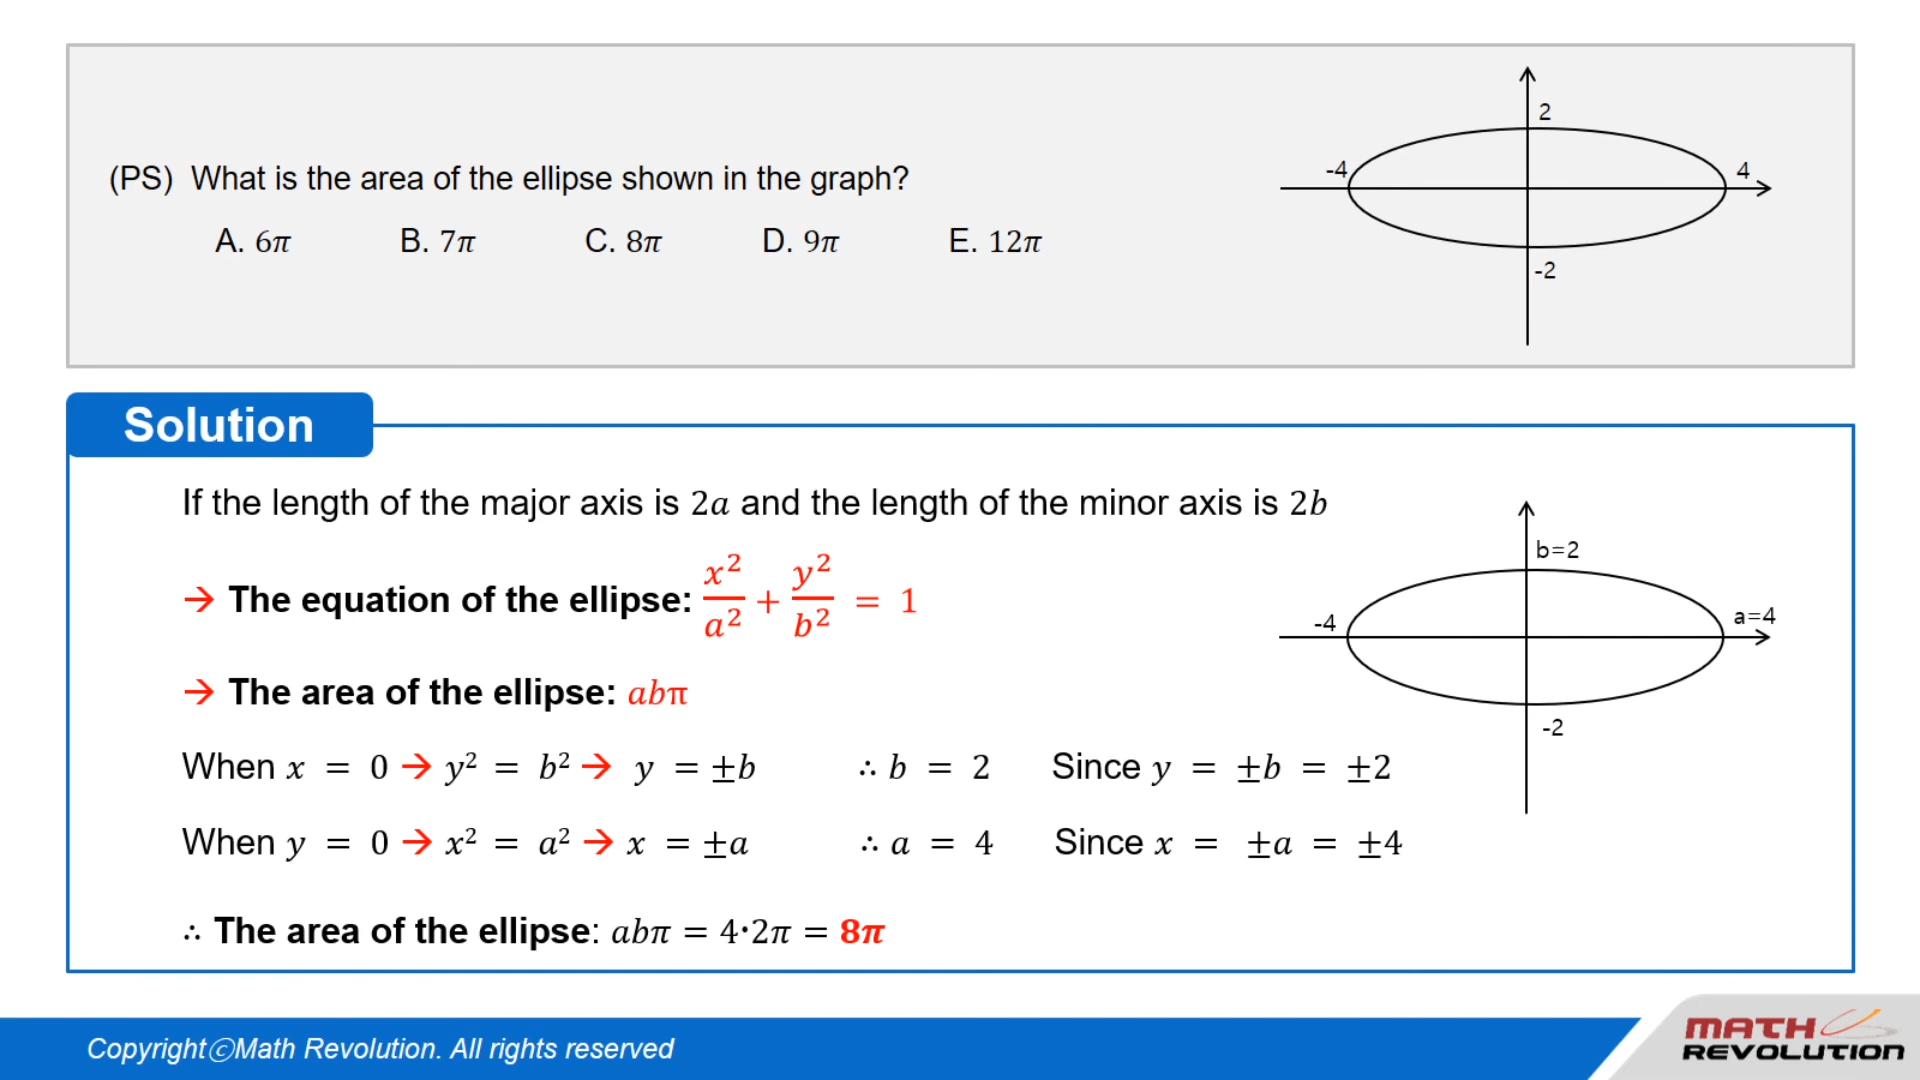 2
-4
4
(PS) What is the area of the ellipse shown in the graph?
A. 6π B. 7π C. 8π D. 9π E. 12π
-2
Solution
If the length of the major axis is 2a and the length of the minor axis is 2b
b=2
→ The equation of the ellipse: x²/a² + y²/b² = 1
-4
a=4
→ The area of the ellipse: abπ
-2
When x = 0 → y² = b² → y = ±b ∴ b = 2 Since y = ±b = ±2
When y = 0 → x² = a² → x = ±a ∴ a = 4 Since x = ±a = ±4
∴ The area of the ellipse: abπ = 4·2π = 8π
CopyrightⓒMath Revolution. All rights reserved
MATH
REVOLUTION